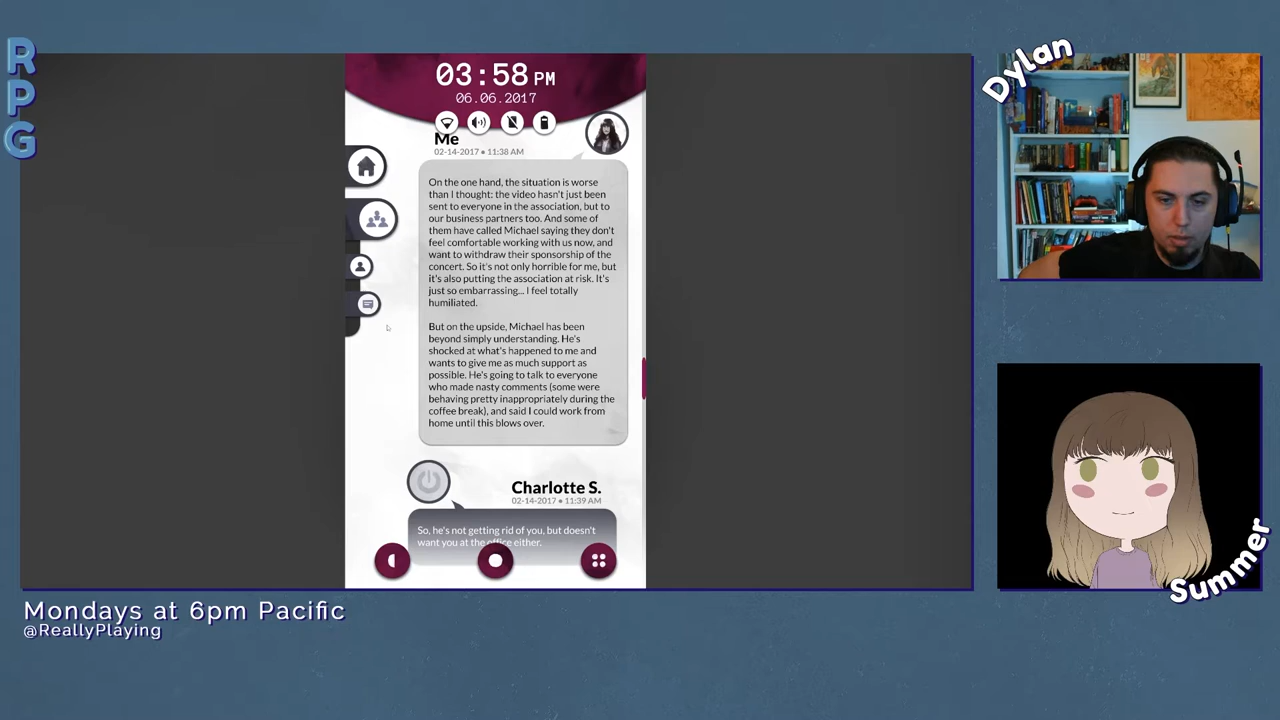 RPG
03:58 PM
06.06.2017
Me
02-14-2017 • 11:38 AM
On the one hand, the situation is worse
than I thought: the video hasn't just been
sent to everyone in the association, but to
our business partners too. And some of
them have called Michael saying they don't
feel comfortable working with us now, and
want to withdraw their sponsorship of the
concert. So it's not only horrible for me, but
it's also putting the association at risk. It's
just so embarrassing... I feel totally
humiliated.
But on the upside, Michael has been
beyond simply understanding. He's
shocked at what's happened to me and
wants to give me as much support as
possible. He's going to talk to everyone
who made nasty comments (some were
behaving pretty inappropriately during the
coffee break), and said I could work from
home until this blows over.
Charlotte S.
02-14-2017 • 11:39 AM
So, he's not getting rid of you, but doesn't
want you at the office either.
Dylan
Summer
Mondays at 6pm Pacific
@ReallyPlaying